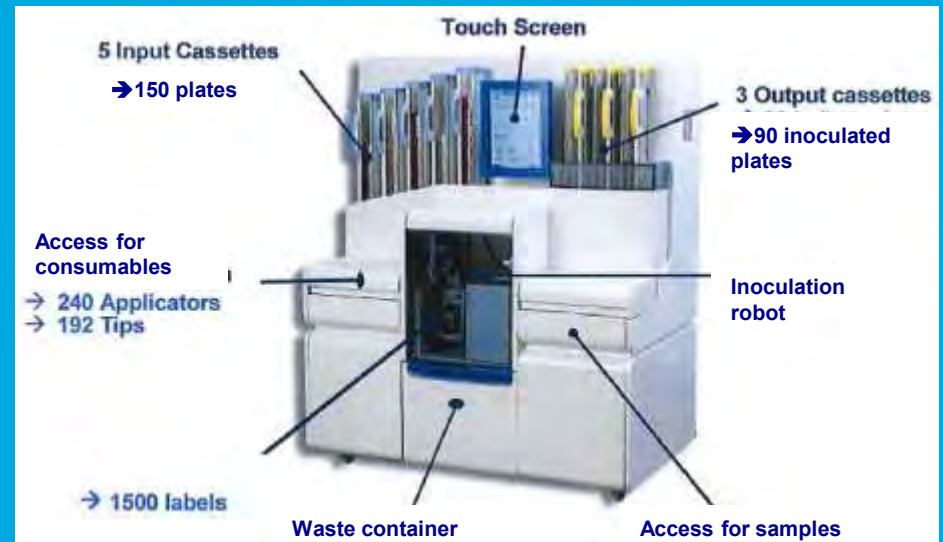 Touch Screen
5 Input Cassettes
➔150 plates
3 Output cassettes
➔90 inoculated
plates
Access for
consumables
→ 240 Applicators
→ 192 Tips
Inoculation
robot
→ 1500 labels
Waste container
Access for samples